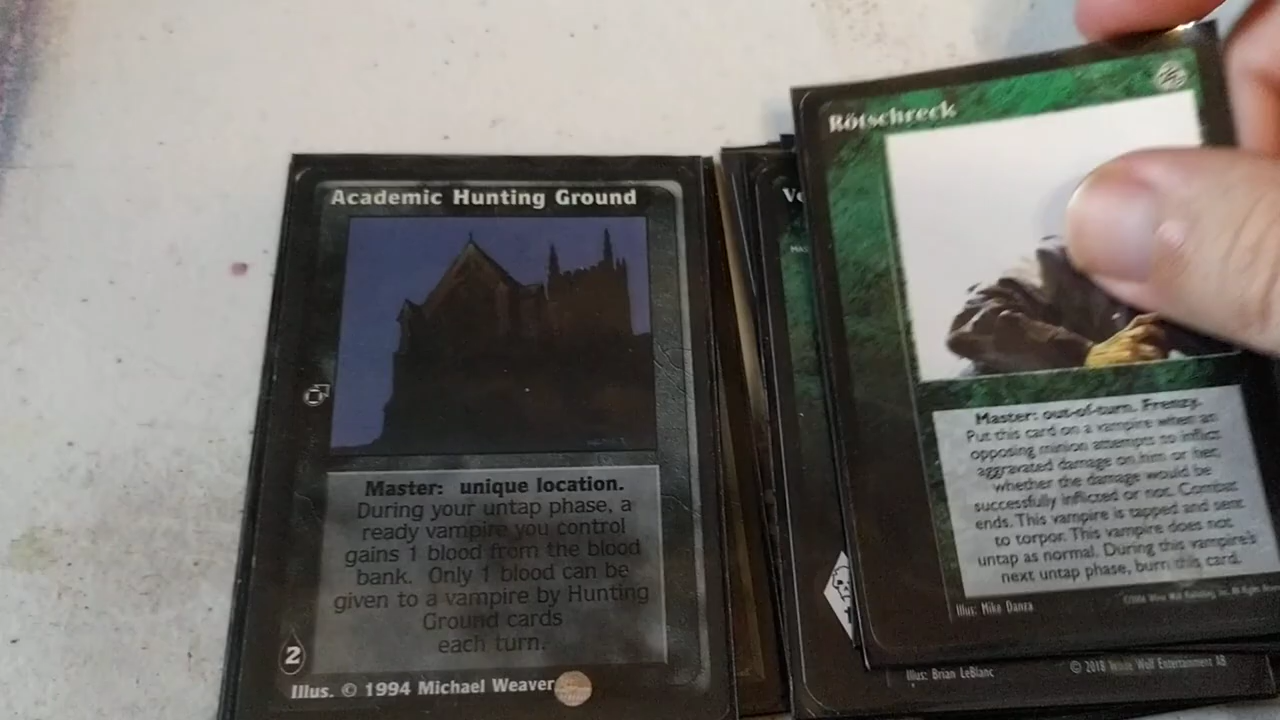 Academic Hunting Ground
Master: unique location.
During your untap phase, a
ready vampire you control
gains 1 blood from the blood
bank. Only 1 blood can be
given to a vampire by Hunting
Ground cards
each turn.
2
Illus. © 1994 Michael Weaver
Rötschreck
Master: out-of-turn. Frenzy.
Put this card on a vampire when an
opposing minion attempts to inflict
aggravated damage on him or her,
whether the damage would be
successfully inflicted or not. Combat
ends. This vampire is tapped and sent
to torpor. This vampire does not
untap as normal. During this vampire's
next untap phase, burn this card.
Illus: Mike Danza
Illus: Brian LeBlanc
© 2018 White Wolf Entertainment AB